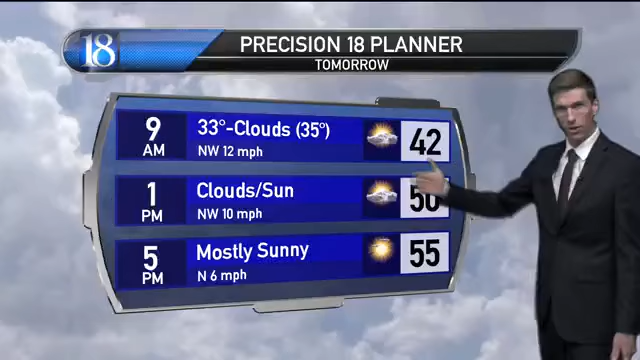 18
PRECISION 18 PLANNER
TOMORROW
9 AM
33°-Clouds (35°)
NW 12 mph
42
1 PM
Clouds/Sun
NW 10 mph
50
5 PM
Mostly Sunny
N 6 mph
55